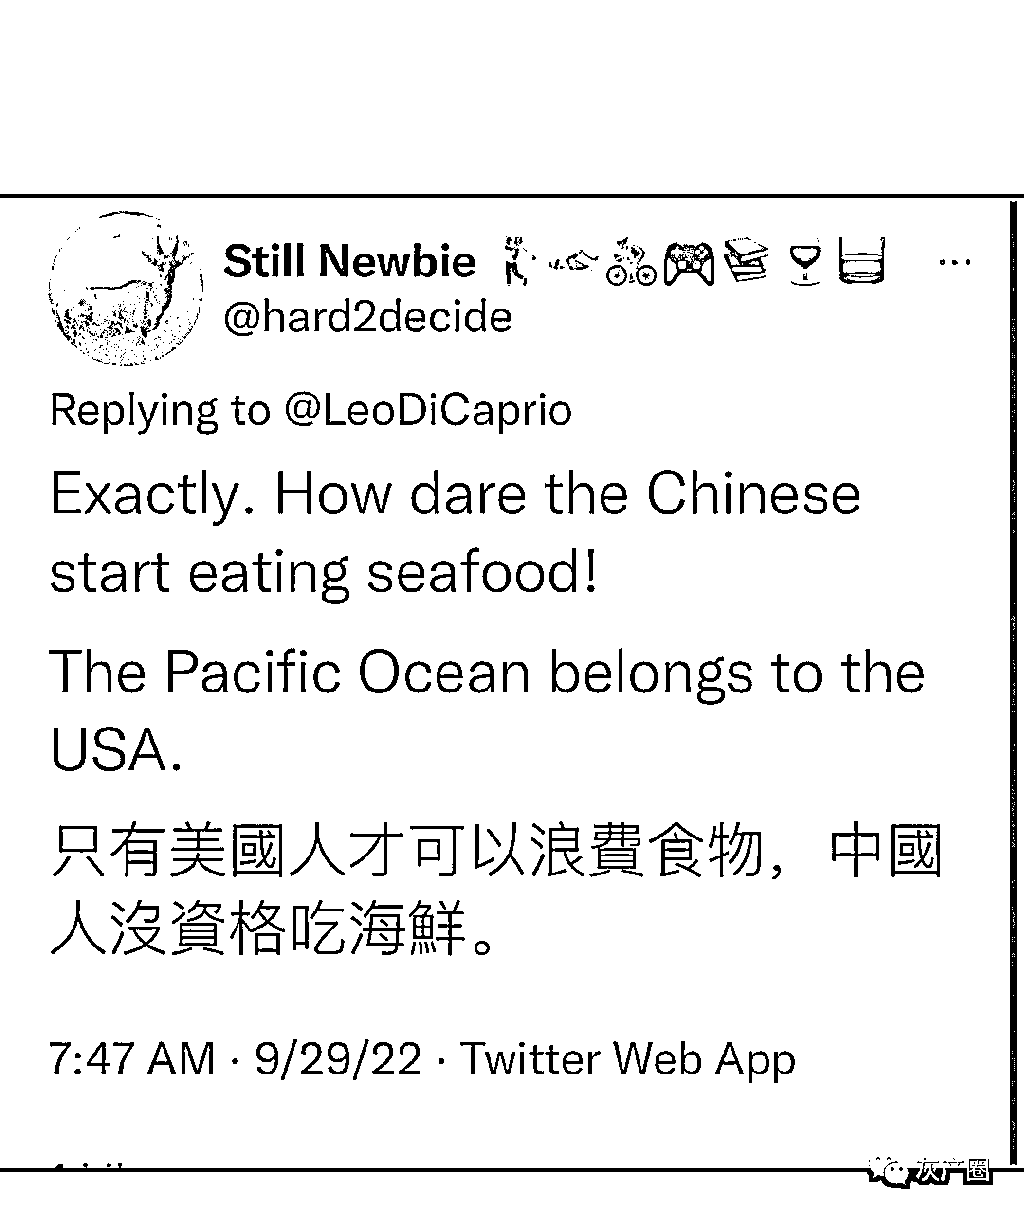 Still Newbie
@hard2decide
Replying to @LeoDiCaprio
Exactly. How dare the Chinese
start eating seafood!
The Pacific Ocean belongs to the
USA.
只有美國人才可以浪費食物，中國
人沒資格吃海鮮。
7:47 AM · 9/29/22 · Twitter Web App
灰产圈